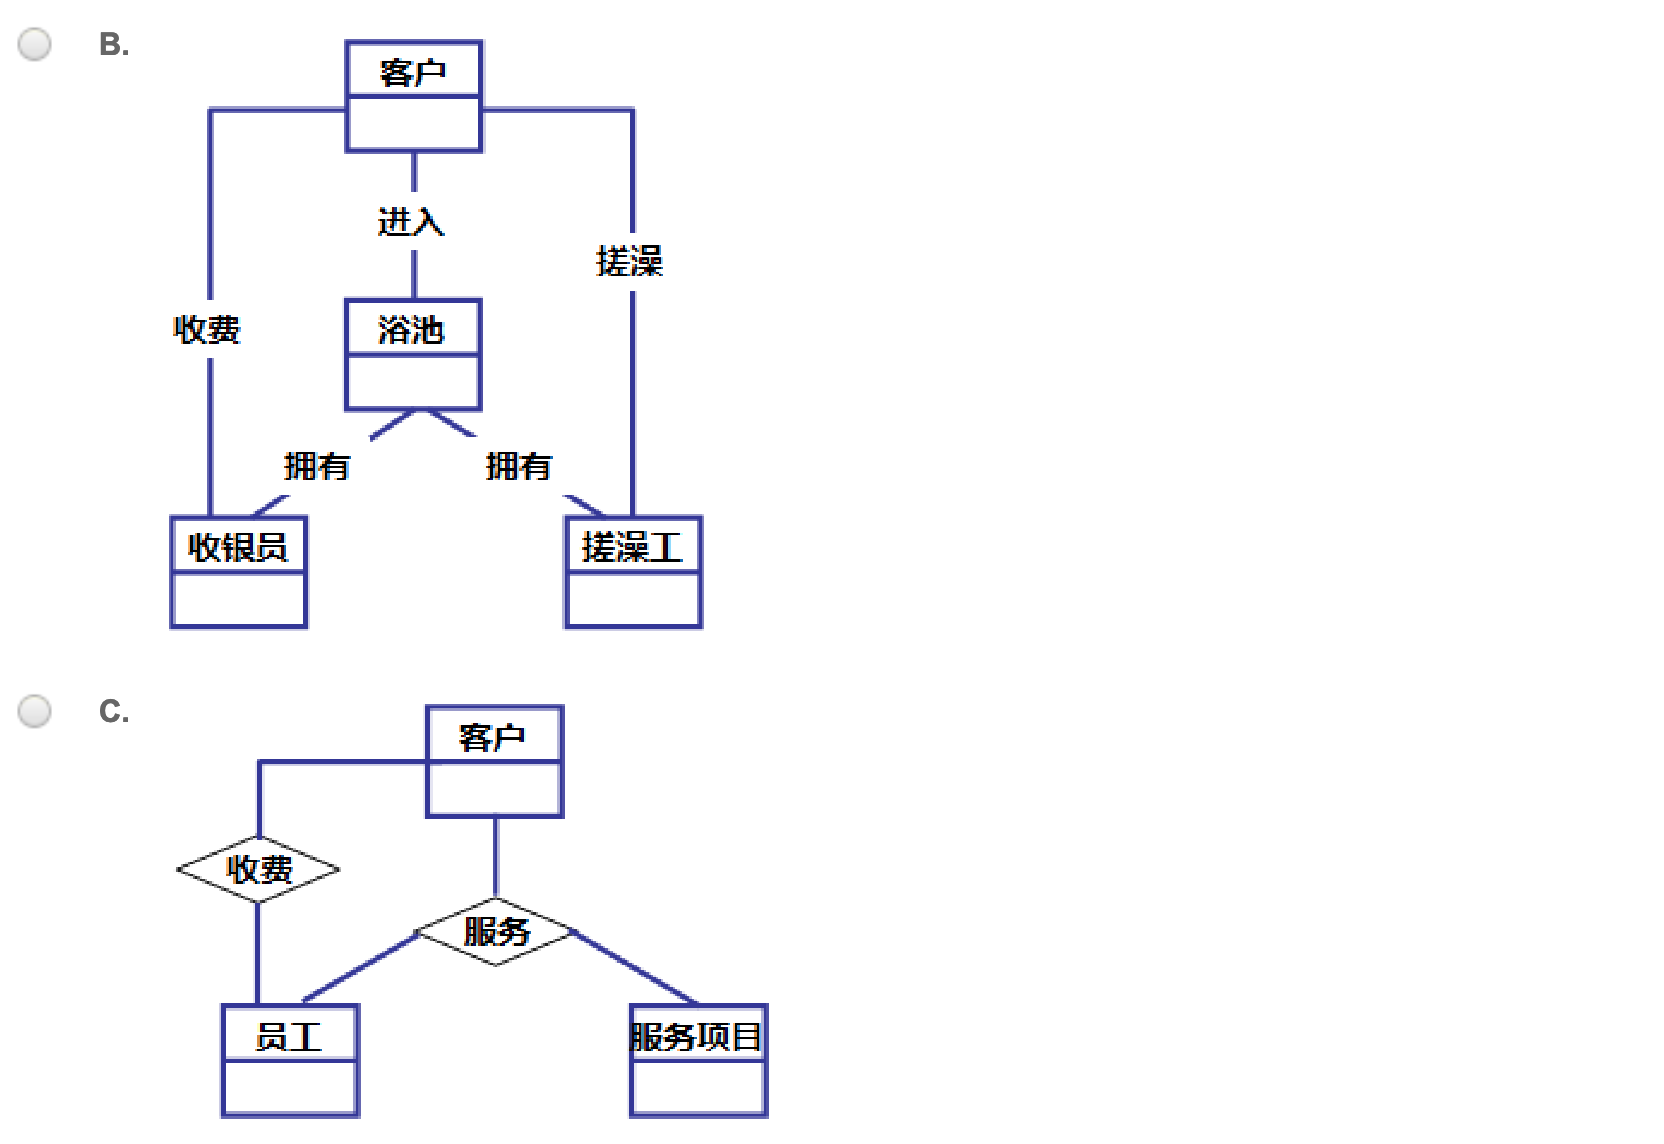 B.
客户
进入
搓澡
收费
浴池
拥有 拥有
收银员 搓澡工
C.
客户
收费
服务
员工 服务项目